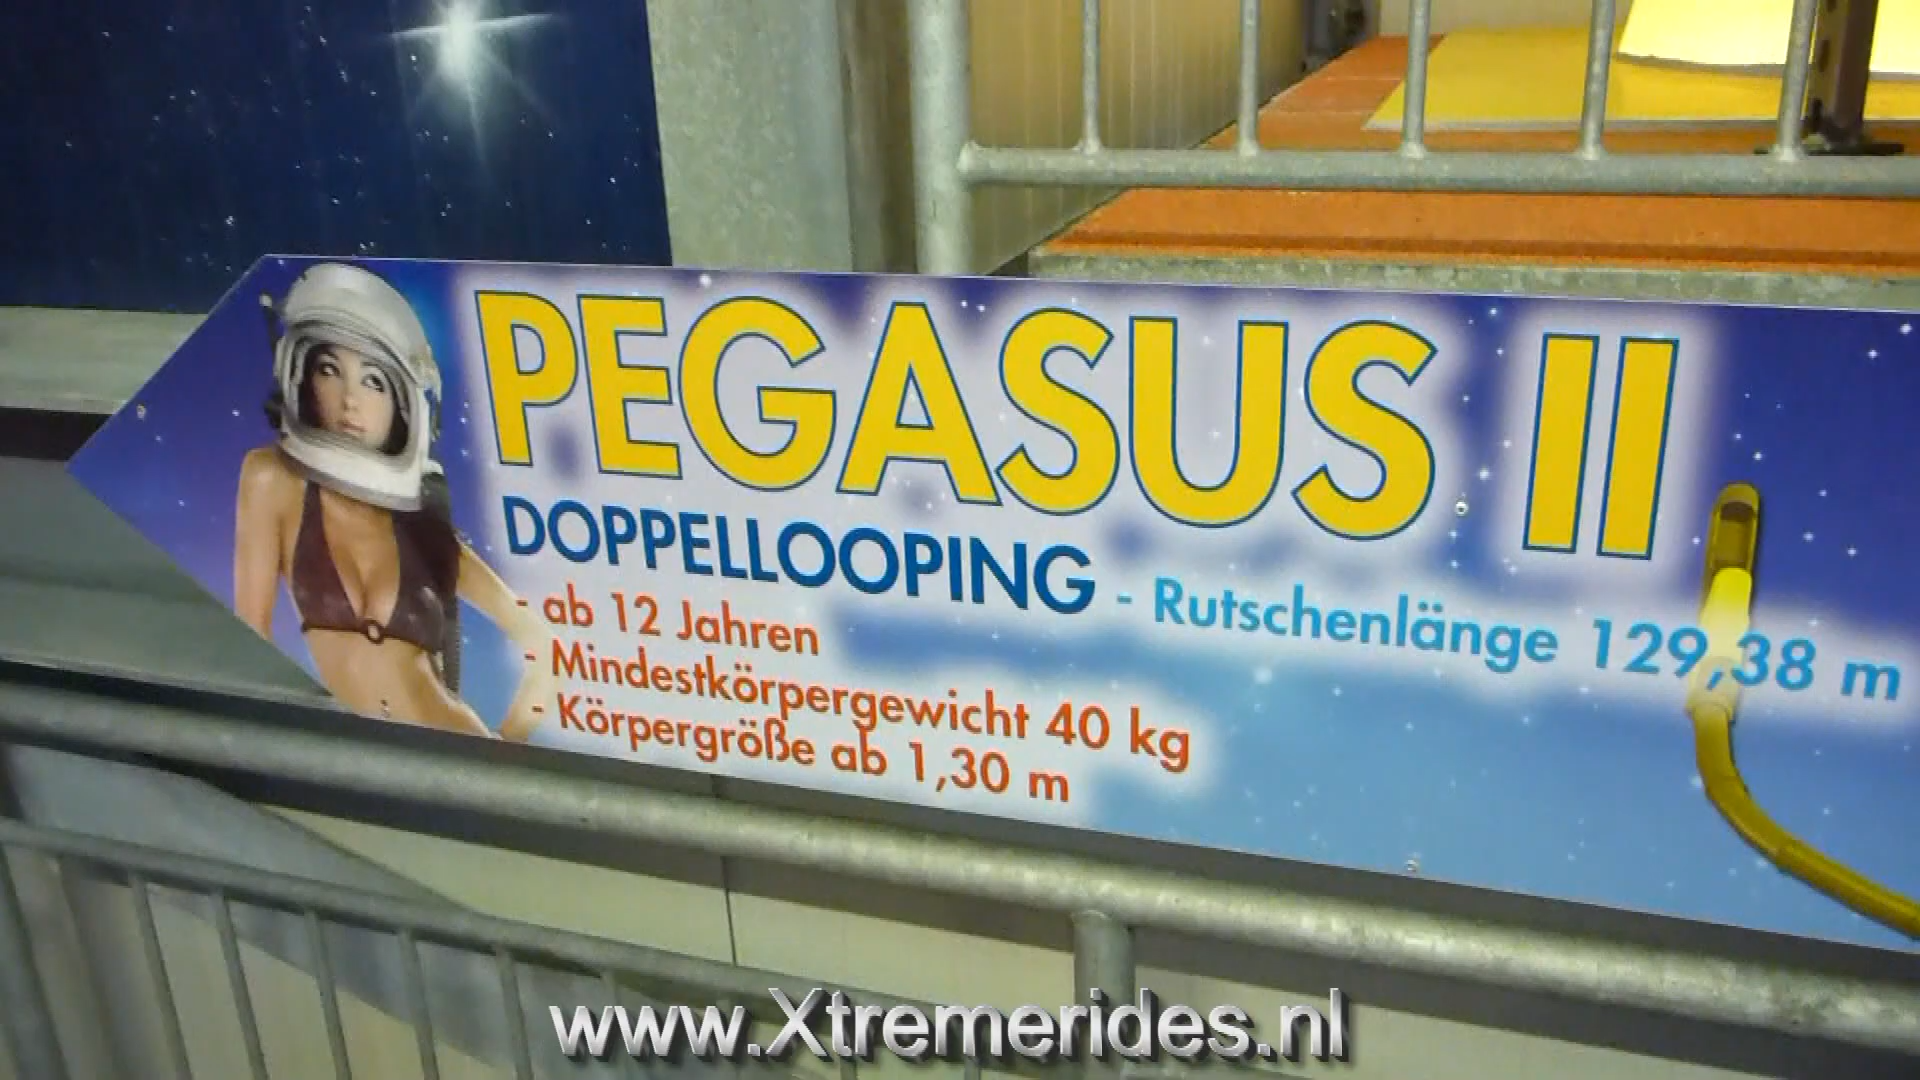 PEGASUS II
DOPPELLOOPING - Rutschenlänge 129,38 m
- ab 12 Jahren
- Mindestkörpergewicht 40 kg
- Körpergröße ab 1,30 m
www.Xtremerides.nl